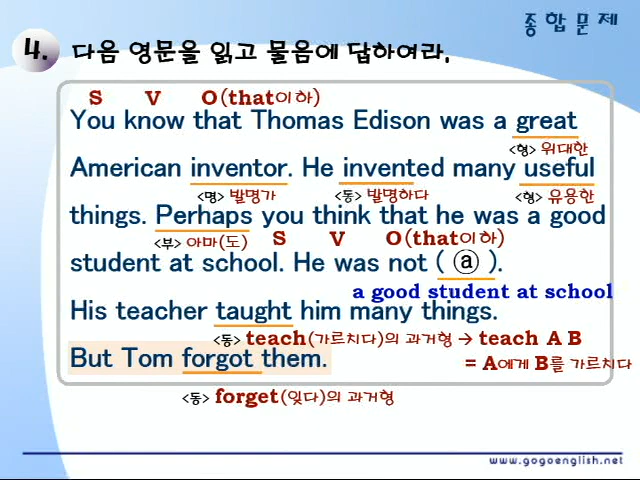 종합문제
4. 다음 영문을 읽고 물음에 답하여라.
S V O(that이하)
You know that Thomas Edison was a great
<형> 위대한
American inventor. He invented many useful
<명> 발명가 <동> 발명하다 <형> 유용한
things. Perhaps you think that he was a good
<부> 아마(도) S V O(that이하)
student at school. He was not ( ⓐ ).
a good student at school
His teacher taught him many things.
<동> teach(가르치다)의 과거형 → teach A B
But Tom forgot them.
= A에게 B를 가르치다
<동> forget(잊다)의 과거형
www.gogoenglish.net